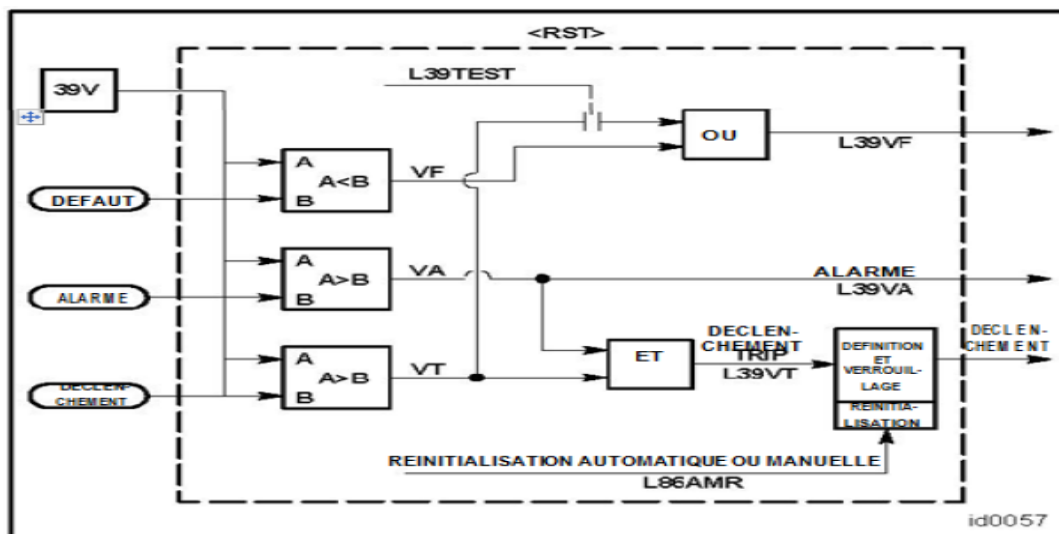 <RST>
39V
L39TEST
OU
L39VF
A
A<B
B
VF
DEFAUT
A
A>B
B
VA
ALARME
L39VA
ALARME
A
A>B
B
VT
DECLEN-
CHEMENT
ET
DECLEN-
CHEMENT
TRIP
L39VT
DEFINITION
ET
VERROUIL-
LAGE
REINITIA-
LISATION
DECLEN-
CHEMENT
REINITIALISATION AUTOMATIQUE OU MANUELLE
L86AMR
id0057